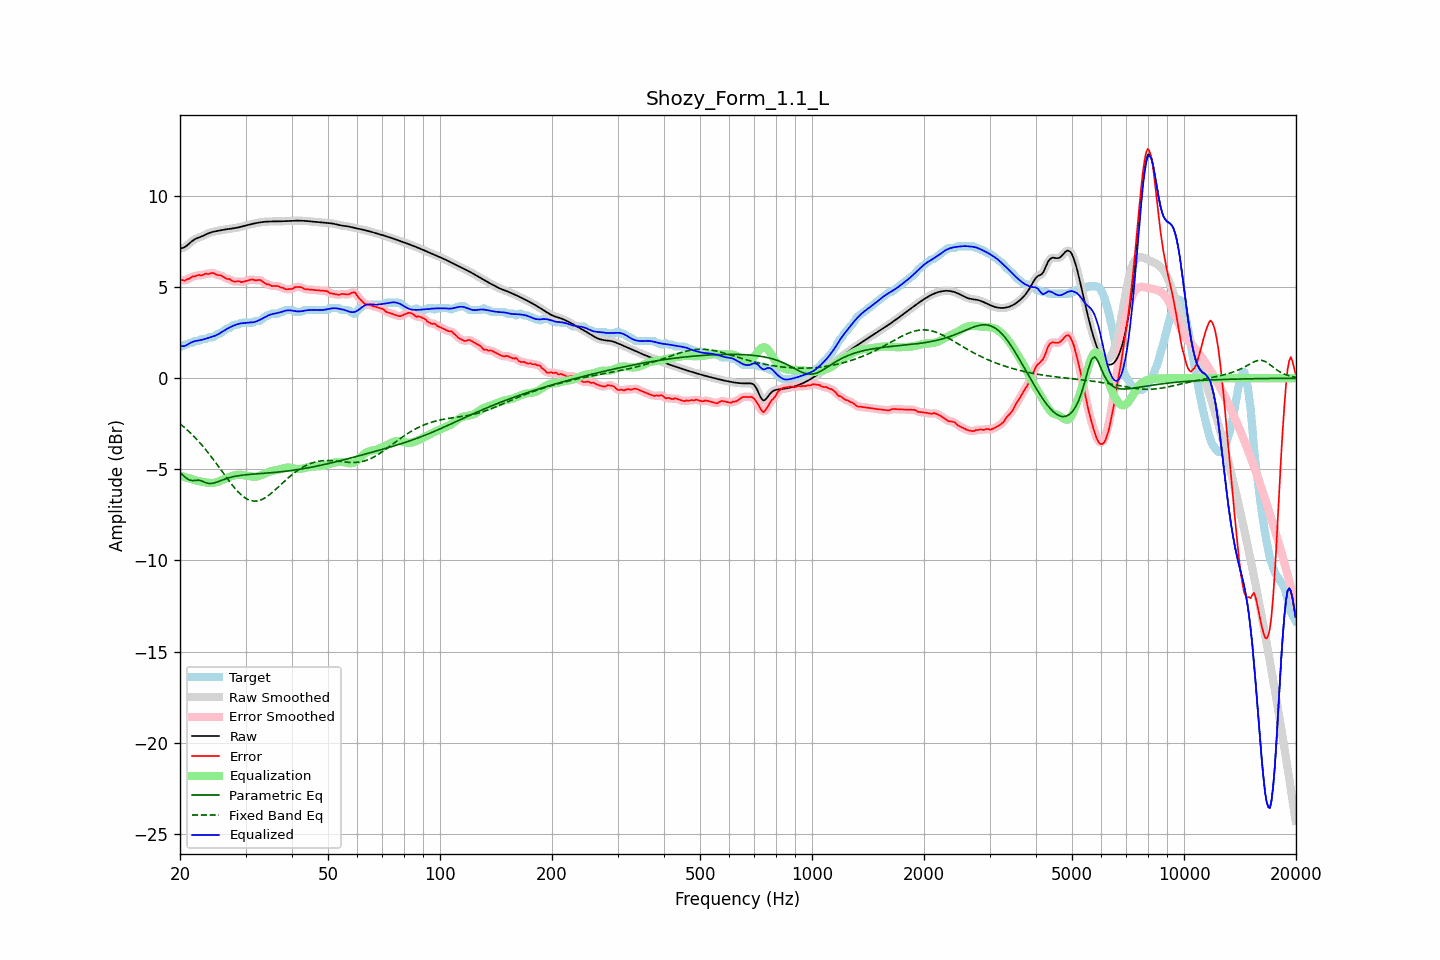 Shozy_Form_1.1_L
Amplitude (dBr)
10
5
0
−5
−10
−15
−20
−25
Target
Raw Smoothed
Error Smoothed
Raw
Error
Equalization
Parametric Eq
Fixed Band Eq
Equalized
20 50 100 200 500 1000 2000 5000 10000 20000
Frequency (Hz)